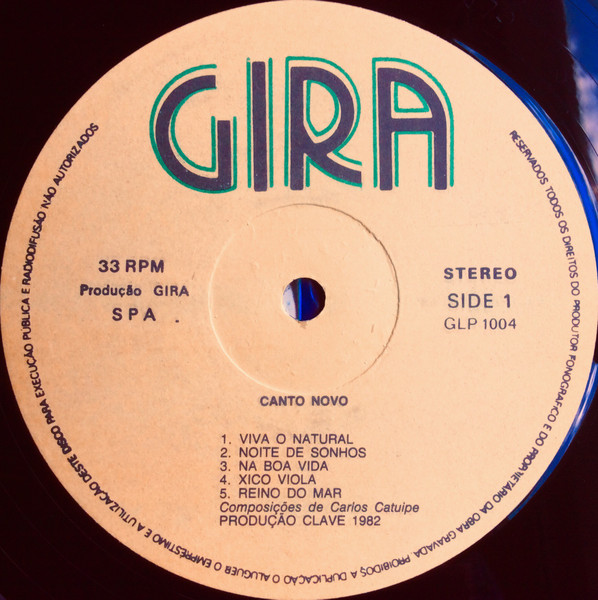 GIRA
33 RPM
Produção GIRA
SPA .
STEREO
SIDE 1
GLP 1004
CANTO NOVO
1. VIVA O NATURAL
2. NOITE DE SONHOS
3. NA BOA VIDA
4. XICO VIOLA
5. REINO DO MAR
Composições de Carlos Catuipe
PRODUÇÃO CLAVE 1982
RESERVADOS TODOS OS DIREITOS DO PRODUTOR FONOGRAFICO E DO PROPRIETARIO DA OBRA GRAVADA PROIBIDOS A DUPLICAÇÃO O ALUGUER O EMPRÉSTIMO E A UTILIZAÇÃO DESTE DISCO PARA EXECUÇÃO PÚBLICA E RADIODIFUSÃO NÃO AUTORIZADOS